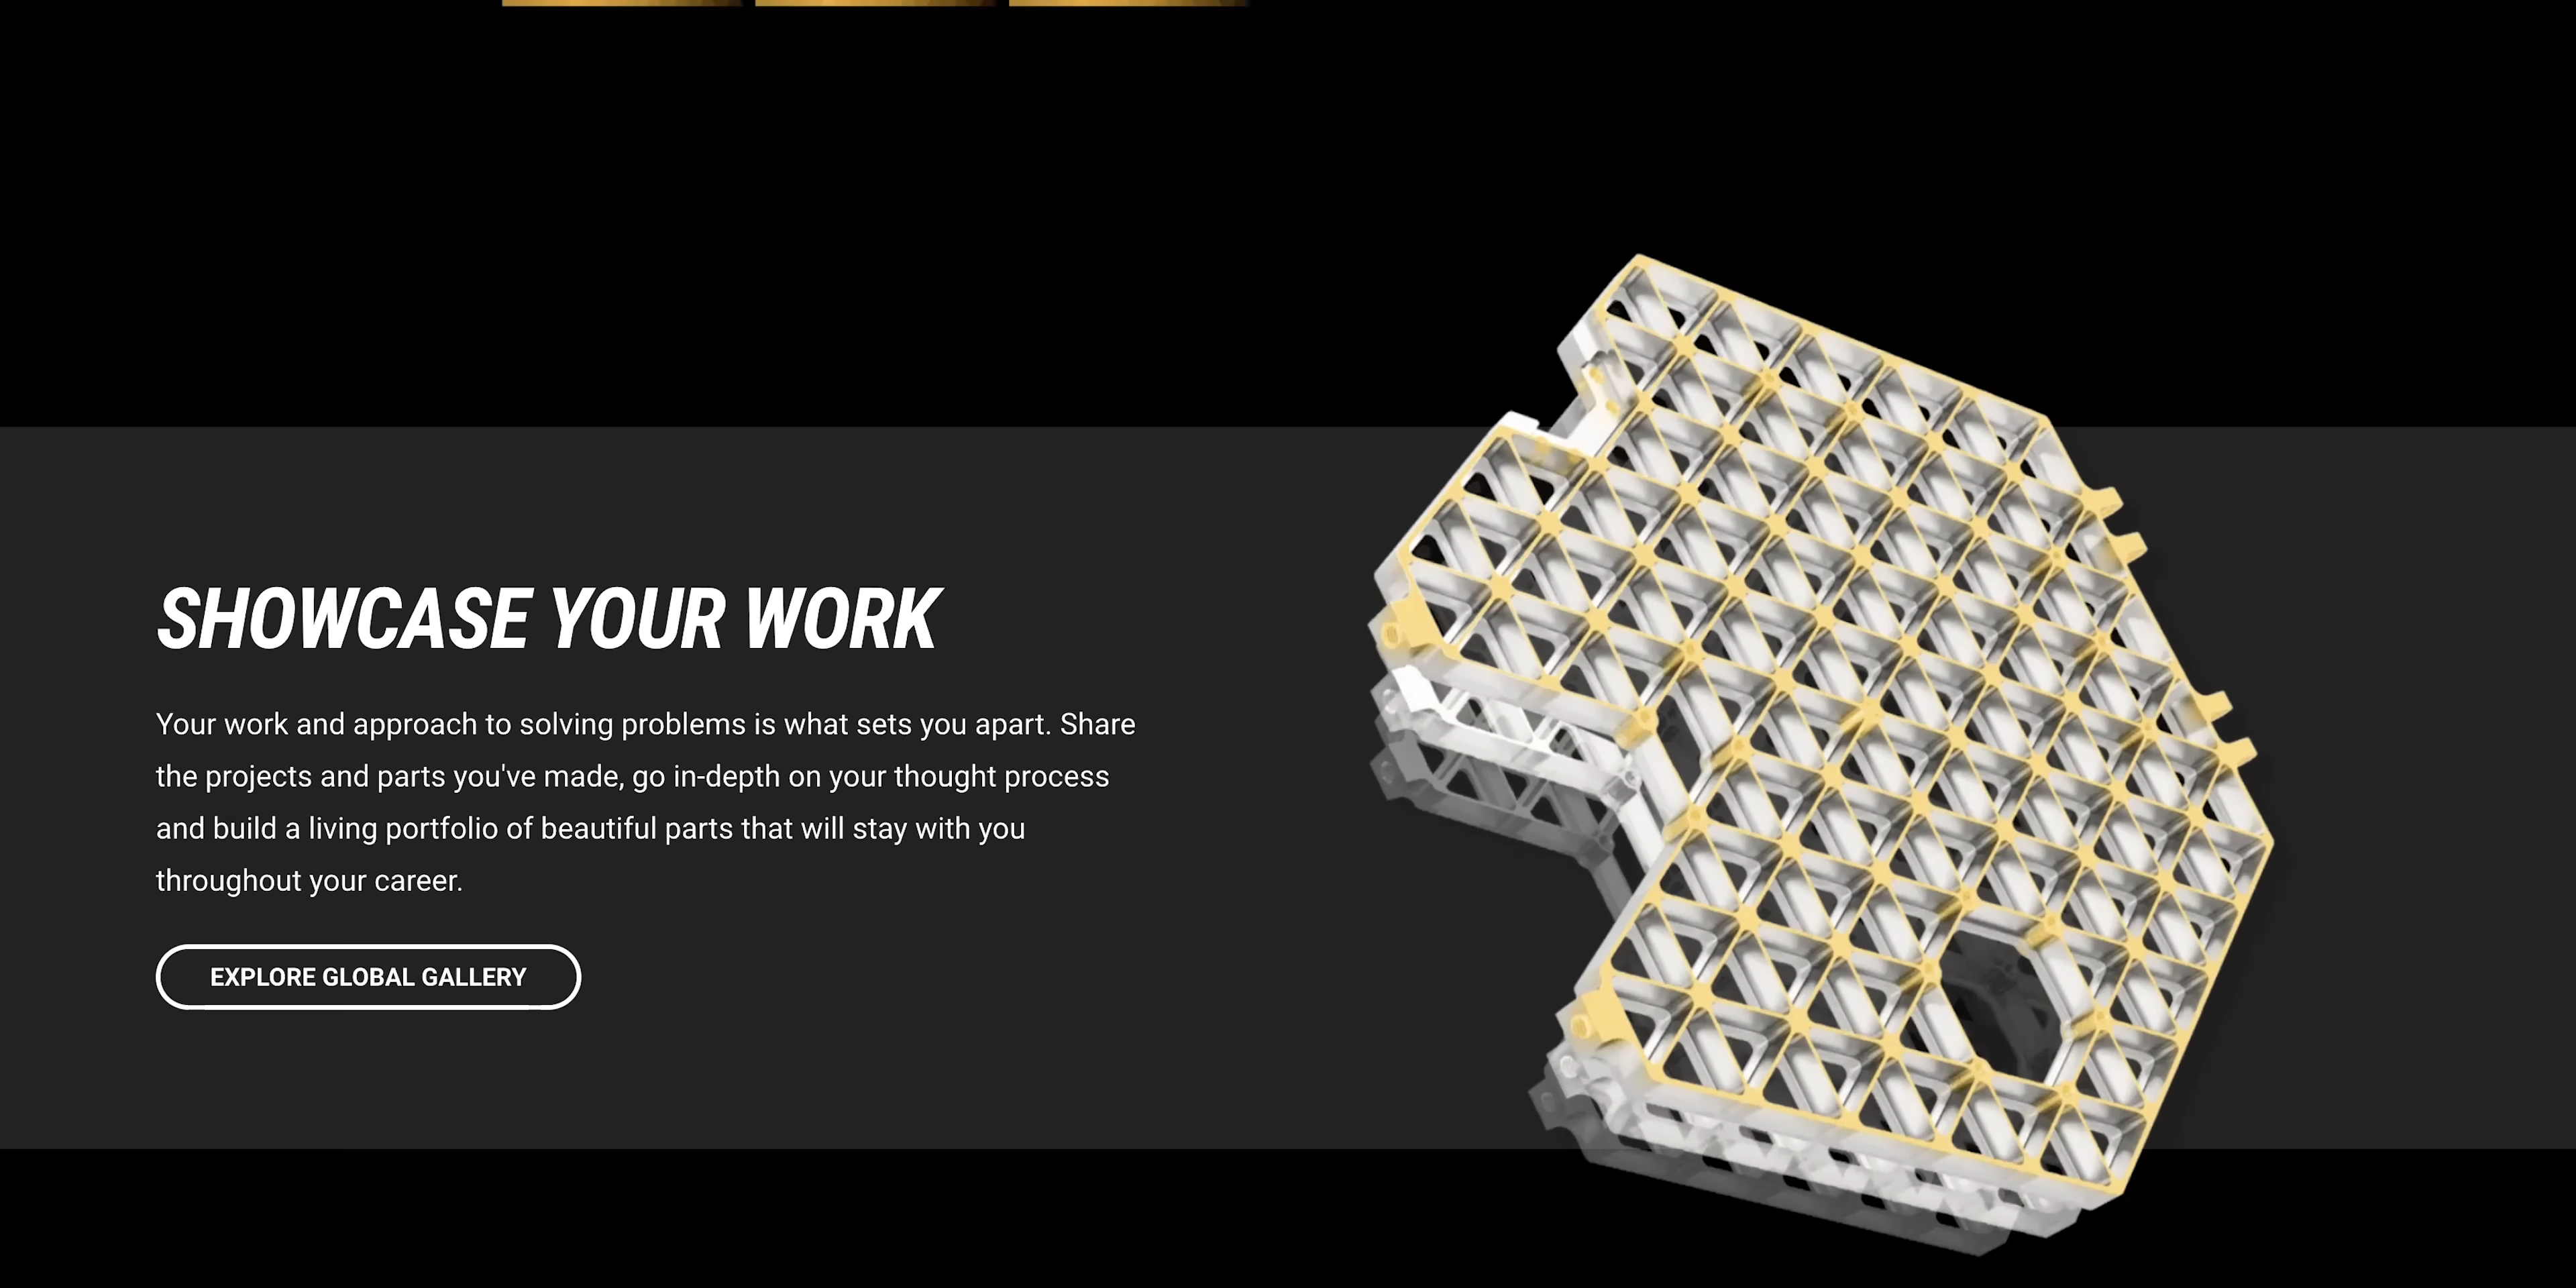 SHOWCASE YOUR WORK
Your work and approach to solving problems is what sets you apart. Share
the projects and parts you've made, go in-depth on your thought process
and build a living portfolio of beautiful parts that will stay with you
throughout your career.
EXPLORE GLOBAL GALLERY